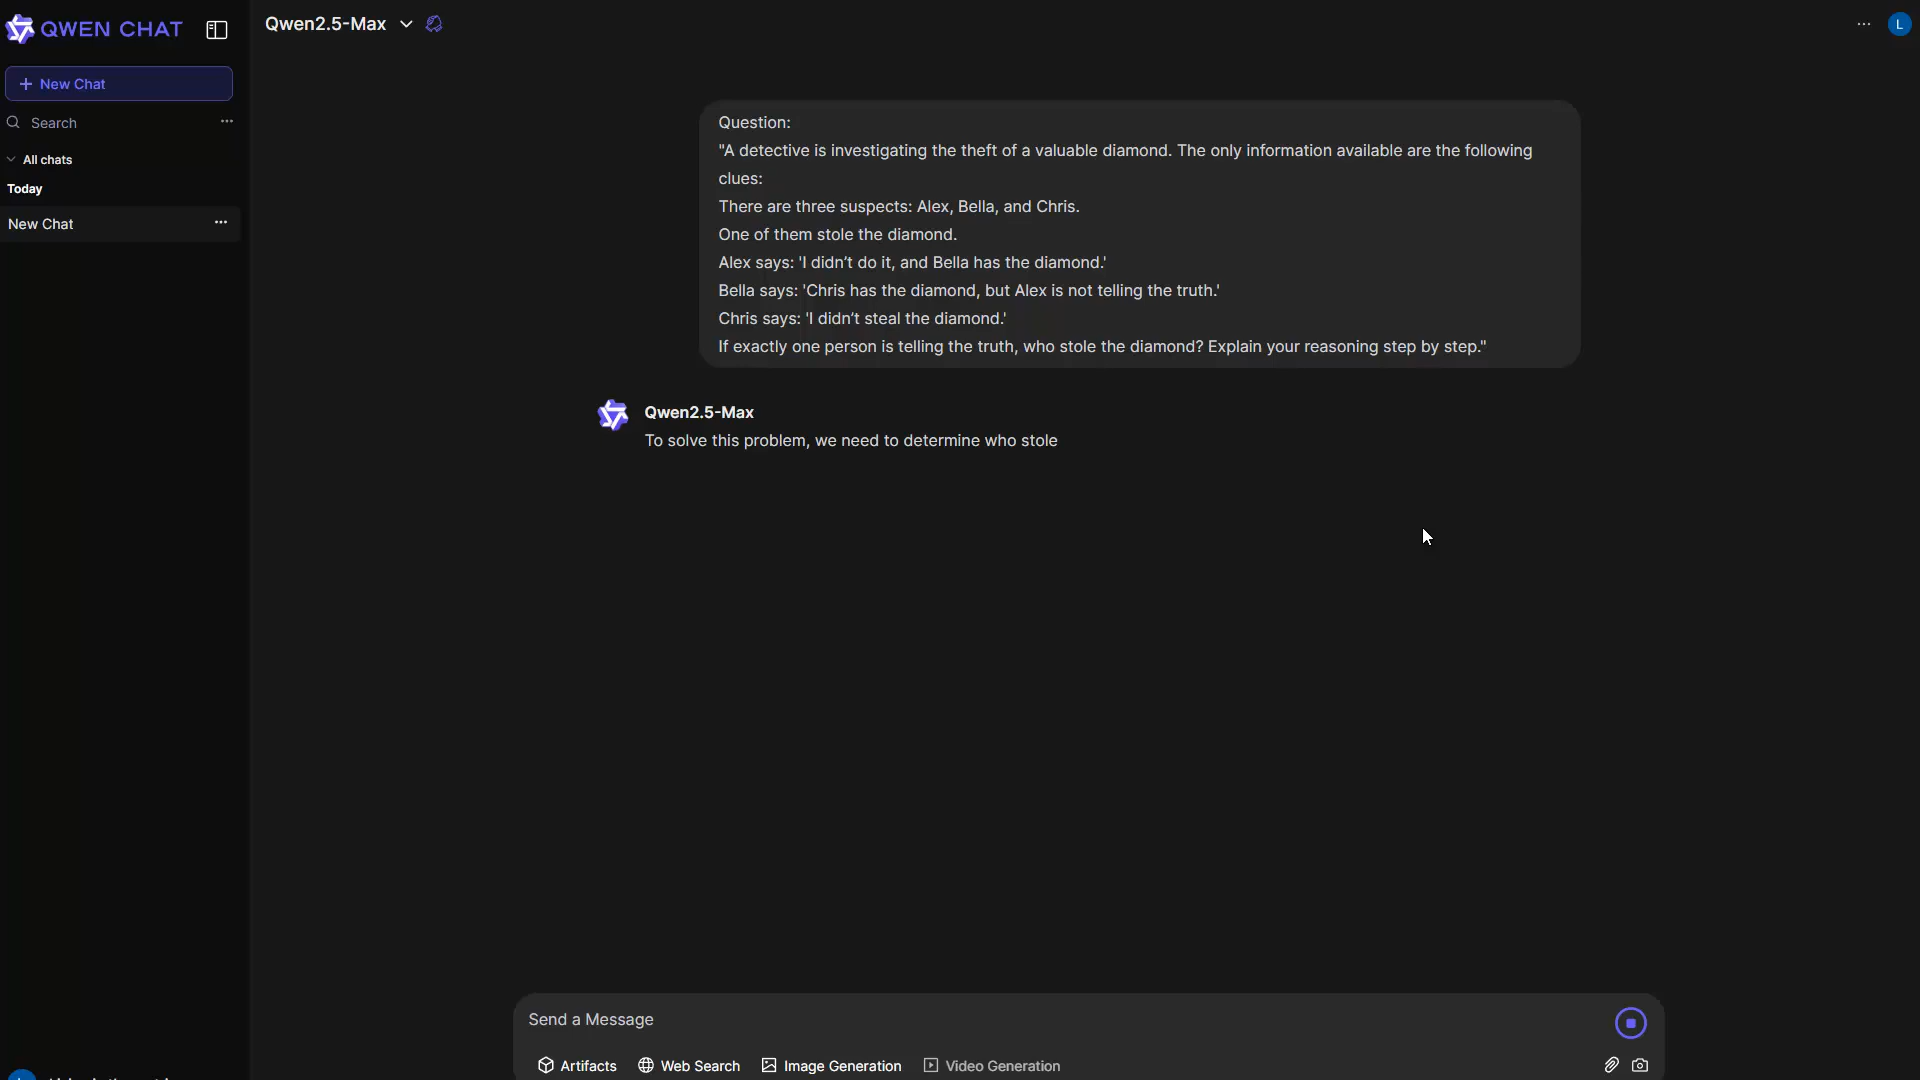 QWEN CHAT
New Chat
Search
All chats
Today
New Chat
Qwen2.5-Max
L
Question:
"A detective is investigating the theft of a valuable diamond. The only information available are the following
clues:
There are three suspects: Alex, Bella, and Chris.
One of them stole the diamond.
Alex says: 'I didn’t do it, and Bella has the diamond.'
Bella says: 'Chris has the diamond, but Alex is not telling the truth.'
Chris says: 'I didn’t steal the diamond.'
If exactly one person is telling the truth, who stole the diamond? Explain your reasoning step by step."
Qwen2.5-Max
To solve this problem, we need to determine who stole
Send a Message
Artifacts Web Search Image Generation Video Generation